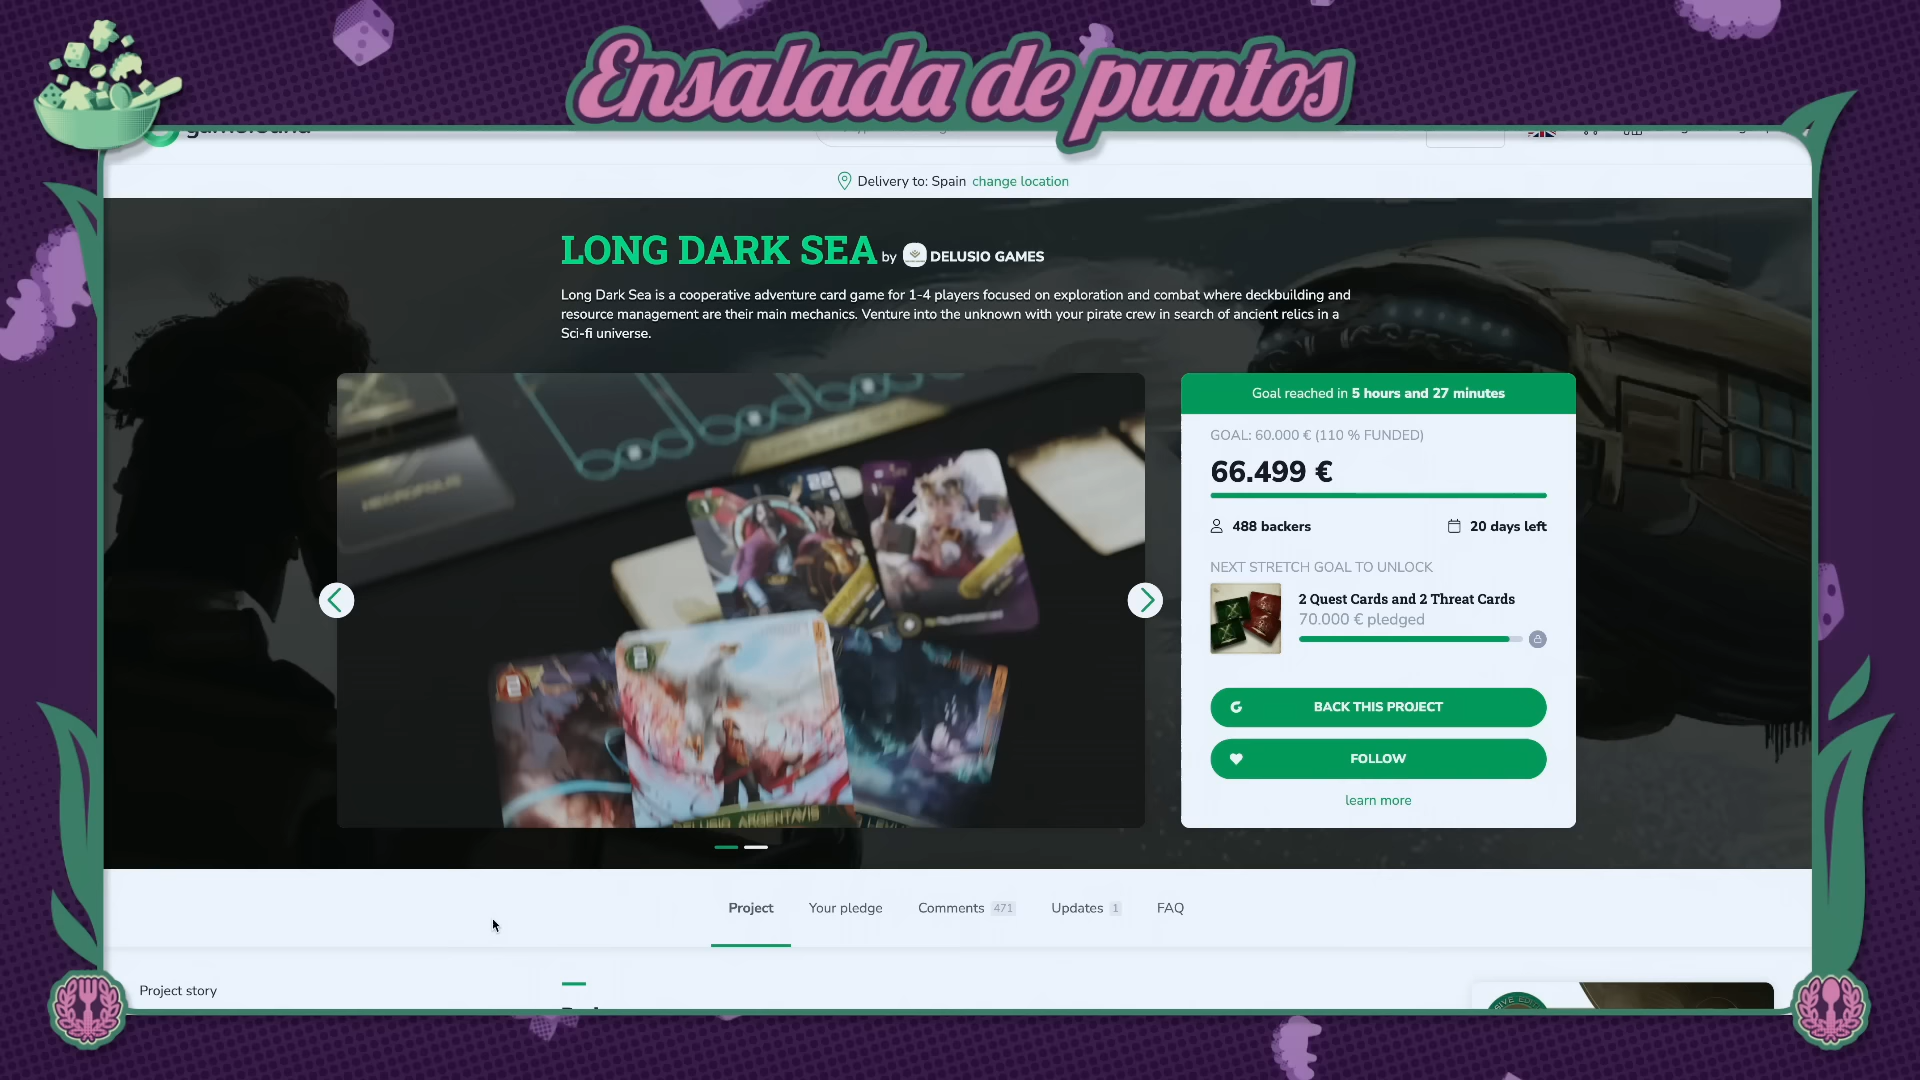 Ensalada de puntos
Delivery to: Spain change location
LONG DARK SEA by DELUSIO GAMES
Long Dark Sea is a cooperative adventure card game for 1-4 players focused on exploration and combat where deckbuilding and
resource management are their main mechanics. Venture into the unknown with your pirate crew in search of ancient relics in a
Sci-fi universe.
Goal reached in 5 hours and 27 minutes
GOAL: 60.000 € (110 % FUNDED)
66.499 €
488 backers
20 days left
NEXT STRETCH GOAL TO UNLOCK
2 Quest Cards and 2 Threat Cards
70.000 € pledged
BACK THIS PROJECT
FOLLOW
learn more
NECROPOLIS
Project
Your pledge
Comments 471
Updates 1
FAQ
Project story